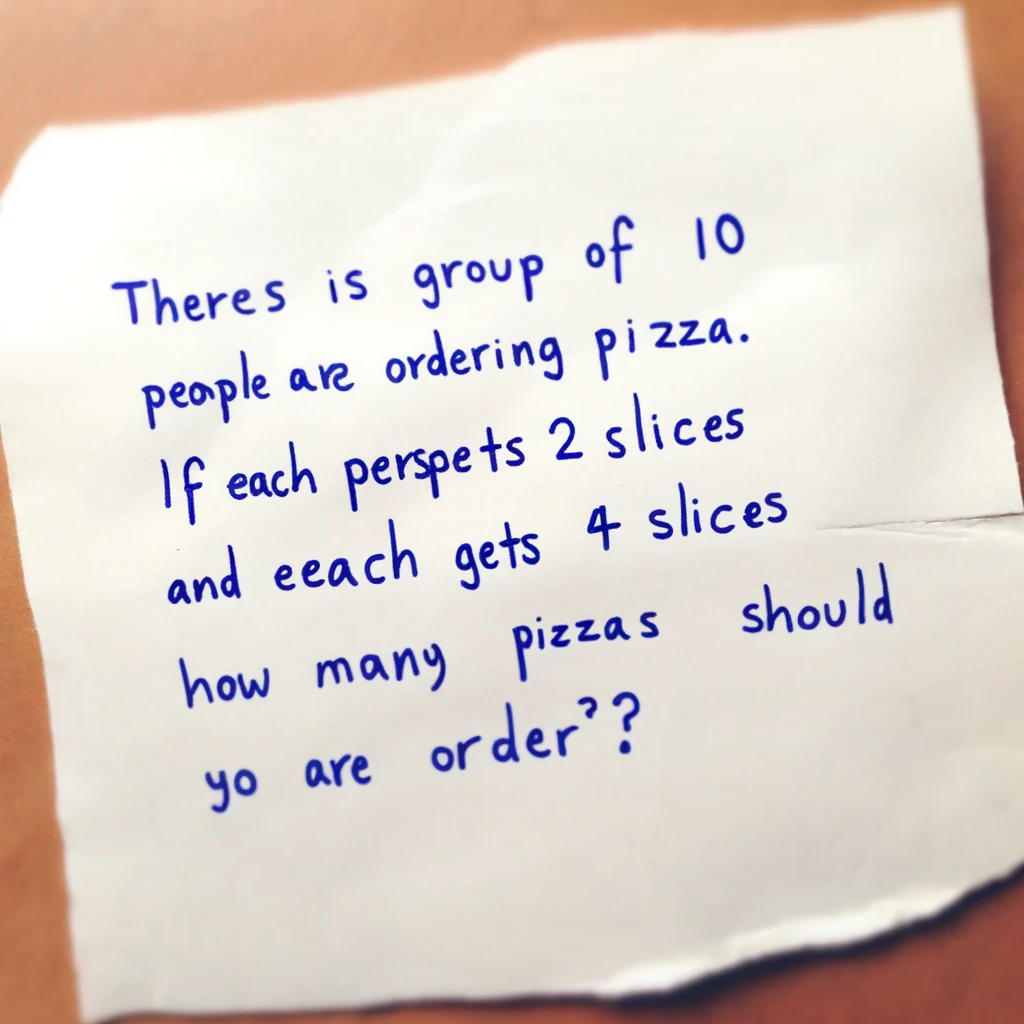 Theres is group of 10
people are ordering pizza.
If each perspets 2 slices
and eeach gets 4 slices
how many pizzas should
yo are order??